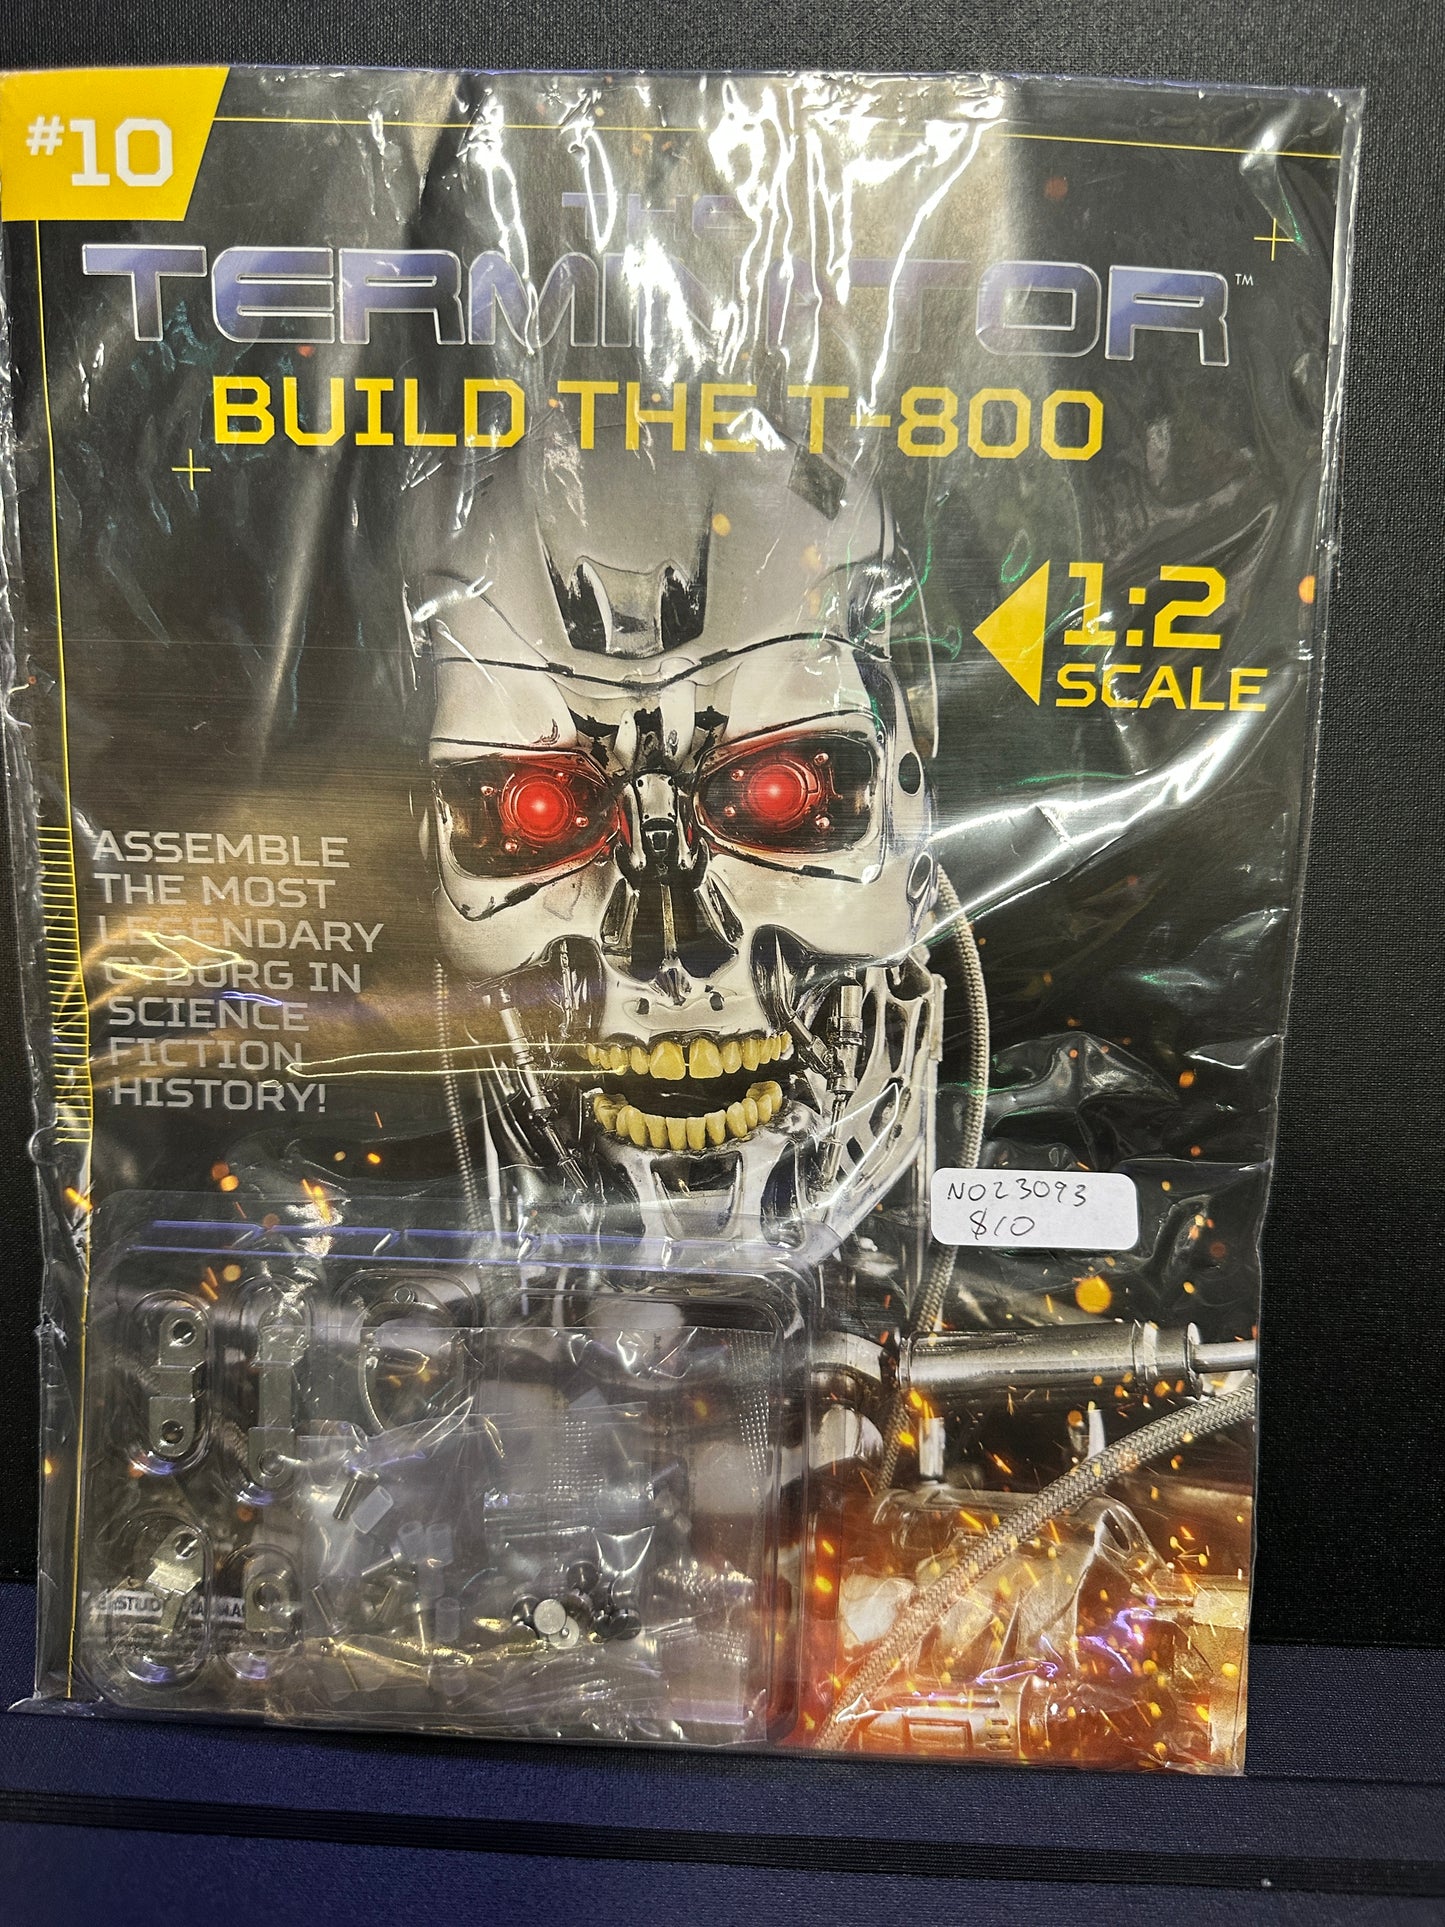 #10
THE
TERMINATOR™
BUILD THE T-800
1:2
SCALE
ASSEMBLE
THE MOST
LEGENDARY
CYBORG IN
SCIENCE
FICTION
HISTORY!
NO23093
$10